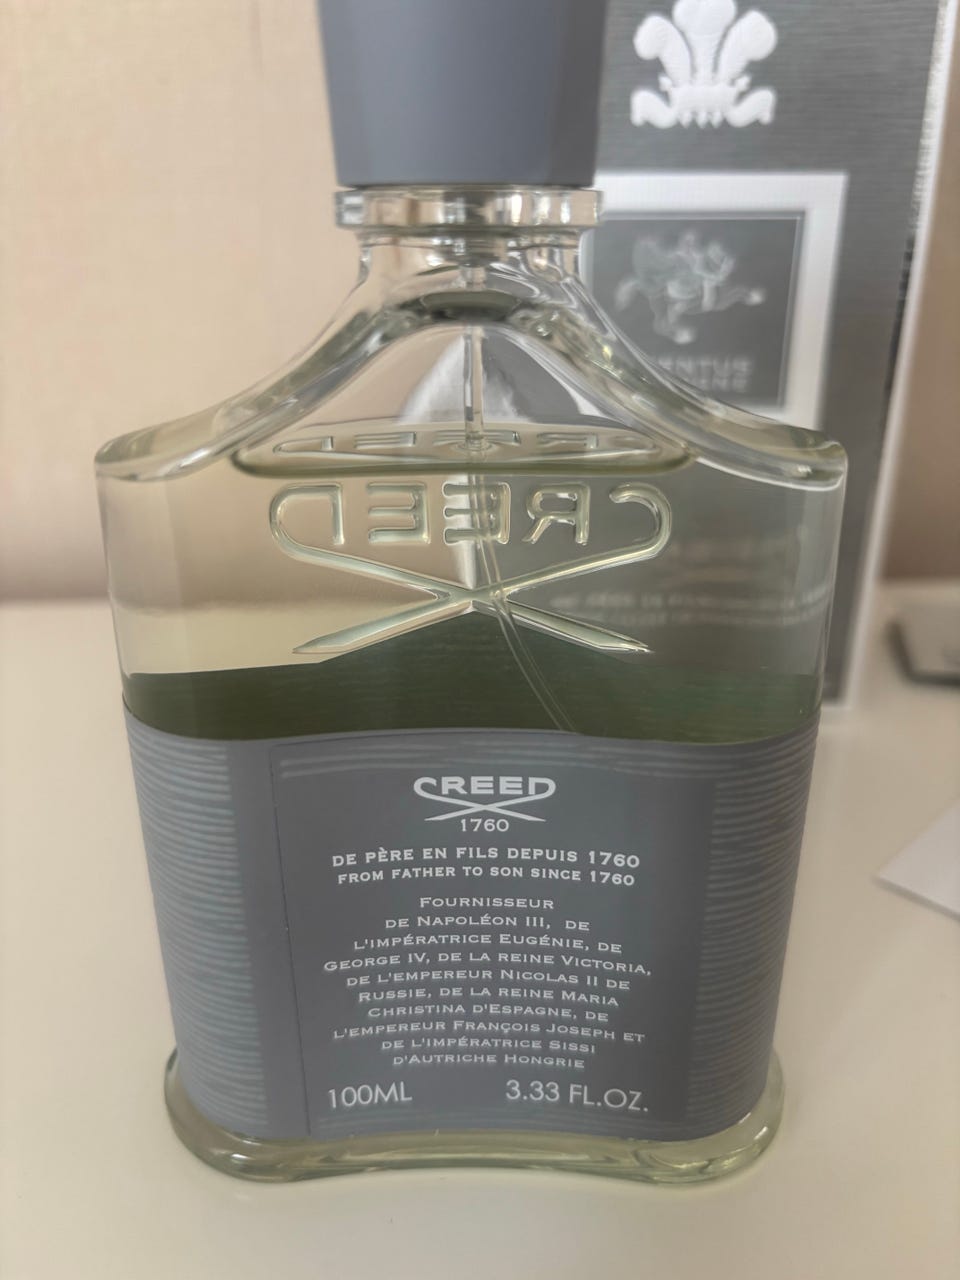 CREED
CREED
1760
DE PÈRE EN FILS DEPUIS 1760
FROM FATHER TO SON SINCE 1760
FOURNISSEUR
DE NAPOLÉON III, DE
L'IMPÉRATRICE EUGÉNIE, DE
GEORGE IV, DE LA REINE VICTORIA,
DE L'EMPEREUR NICOLAS II DE
RUSSIE, DE LA REINE MARIA
CHRISTINA D'ESPAGNE, DE
L'EMPEREUR FRANÇOIS JOSEPH ET
DE L'IMPÉRATRICE SISSI
D'AUTRICHE HONGRIE
100ML 3.33 FL.OZ.